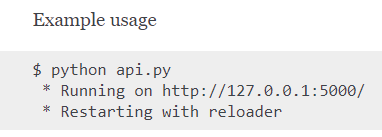 Example usage
$ python api.py
* Running on http://127.0.0.1:5000/
* Restarting with reloader